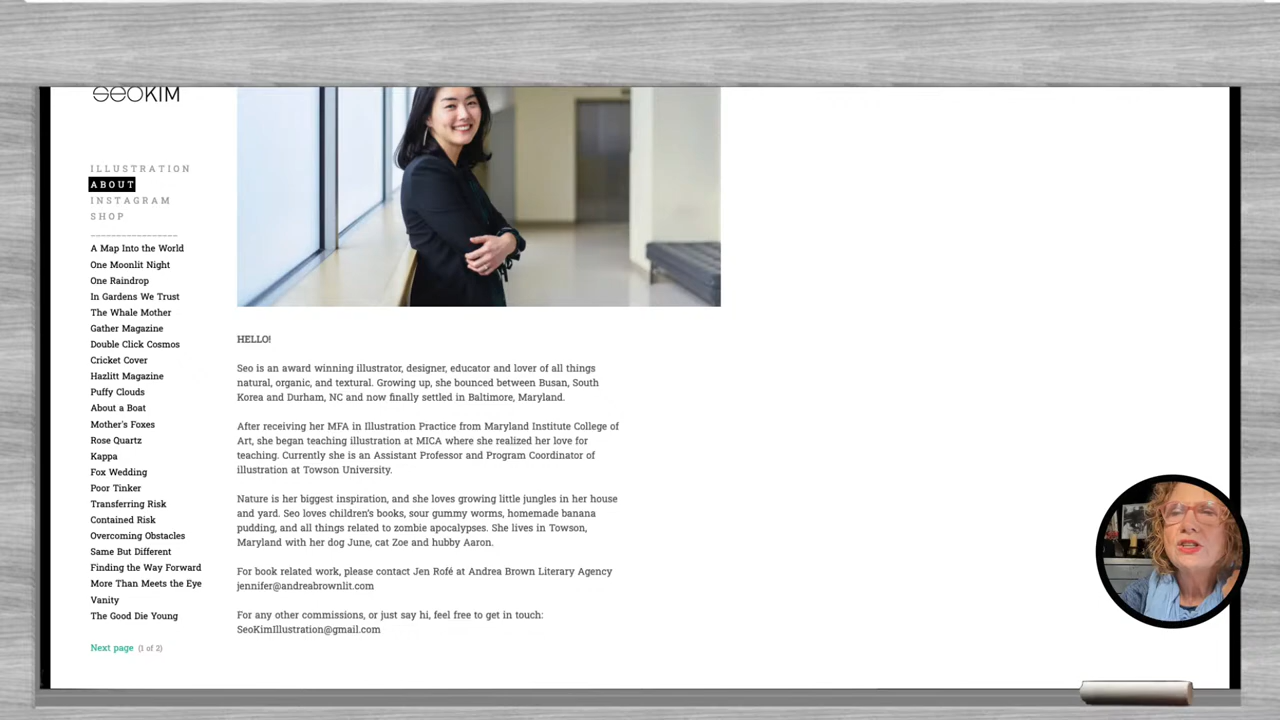 SEOKIM
ILLUSTRATION
ABOUT
INSTAGRAM
SHOP
A Map Into the World
One Moonlit Night
One Raindrop
In Gardens We Trust
The Whale Mother
Gather Magazine
Double Click Cosmos
Cricket Cover
Hazlitt Magazine
Puffy Clouds
About a Boat
Mother's Foxes
Rose Quartz
Kappa
Fox Wedding
Poor Tinker
Transferring Risk
Contained Risk
Overcoming Obstacles
Same But Different
Finding the Way Forward
More Than Meets the Eye
Vanity
The Good Die Young
Next page (1 of 2)
HELLO!
Seo is an award winning illustrator, designer, educator and lover of all things
natural, organic, and textural. Growing up, she bounced between Busan, South
Korea and Durham, NC and now finally settled in Baltimore, Maryland.
After receiving her MFA in Illustration Practice from Maryland Institute College of
Art, she began teaching illustration at MICA where she realized her love for
teaching. Currently she is an Assistant Professor and Program Coordinator of
illustration at Towson University.
Nature is her biggest inspiration, and she loves growing little jungles in her house
and yard. Seo loves children's books, sour gummy worms, homemade banana
pudding, and all things related to zombie apocalypses. She lives in Towson,
Maryland with her dog June, cat Zoe and hubby Aaron.
For book related work, please contact Jen Rofé at Andrea Brown Literary Agency
jennifer@andreabrownlit.com
For any other commissions, or just say hi, feel free to get in touch:
SeoKimIllustration@gmail.com